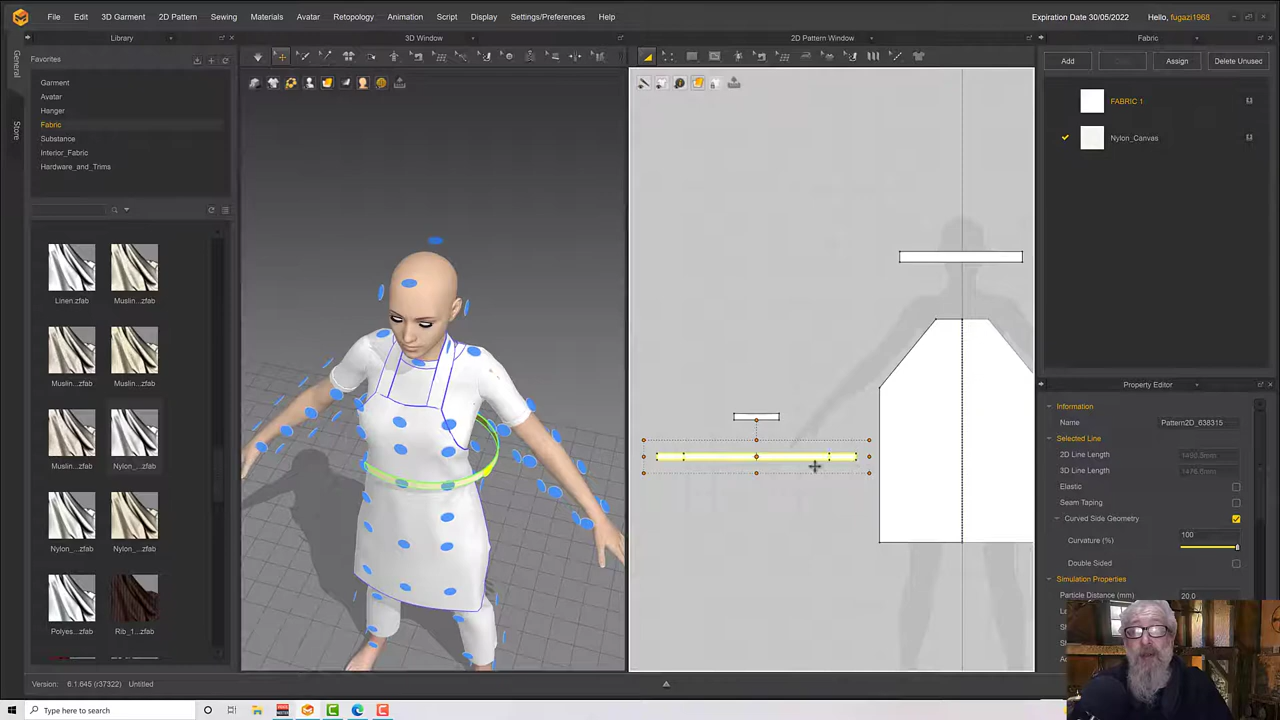 File Edit 3D Garment 2D Pattern Sewing Materials Avatar Retopology Animation Script Display Settings/Preferences Help
Expiration Date 30/05/2022 Hello, fugazi1968
General
Store
Library
Favorites
Garment
Avatar
Hanger
Fabric
Substance
Interior_Fabric
Hardware_and_Trims
Linen.zfab Muslin...zfab
Muslin...zfab Muslin...zfab
Muslin...zfab Nylon_...zfab
Nylon_...zfab Nylon_...zfab
Polyes...zfab Rib_1...zfab
3D Window
2D Pattern Window
Fabric
Add
Assign
Delete Unused
FABRIC 1
Nylon_Canvas
Property Editor
Information
Name Pattern2D_638315
Selected Line
2D Line Length
3D Line Length
Elastic
Seam Taping
Curved Side Geometry
Curvature (%) 100
Double Sided
Simulation Properties
Particle Distance (mm) 20.0
Version: 6.1.645 (r37322) Untitled
Type here to search